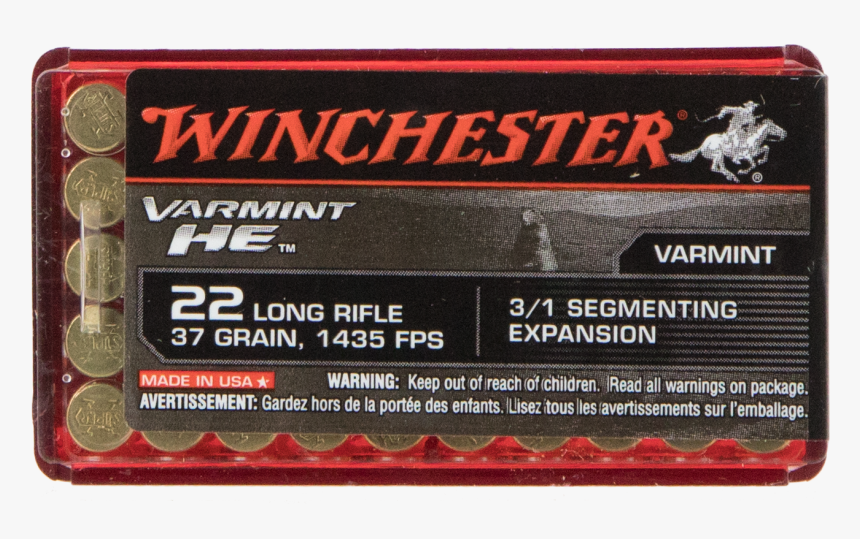 WINCHESTER®
VARMINT
HE™
VARMINT
22 LONG RIFLE
37 GRAIN, 1435 FPS
3/1 SEGMENTING
EXPANSION
MADE IN USA★
WARNING: Keep out of reach of children. Read all warnings on package.
AVERTISSEMENT: Gardez hors de la portée des enfants. Lisez tous les avertissements sur l'emballage.